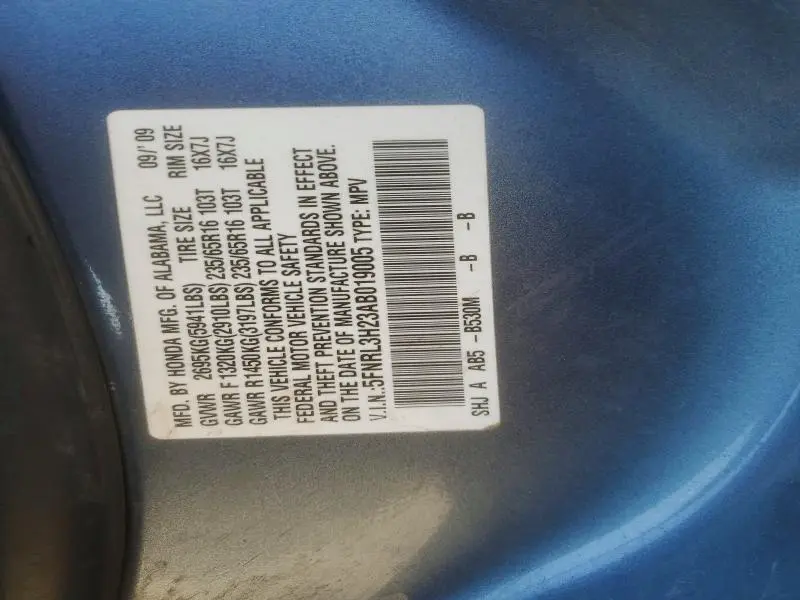 MFD. BY HONDA MFG. OF ALABAMA, LLC 09/'09
GVWR 2695KG(5941LBS) TIRE SIZE RIM SIZE
GAWR F1320KG(2910LBS)235/65R16 103T 16X7J
GAWR R1450KG(3197LBS)235/65R16 103T 16X7J
THIS VEHICLE CONFORMS TO ALL APPLICABLE
FEDERAL MOTOR VEHICLE SAFETY
AND THEFT PREVENTION STANDARDS IN EFFECT
ON THE DATE OF MANUFACTURE SHOWN ABOVE.
V.I.N.:5FNRL3H23AB019005 TYPE: MPV
SHJ A AB5 -B530M -B -B